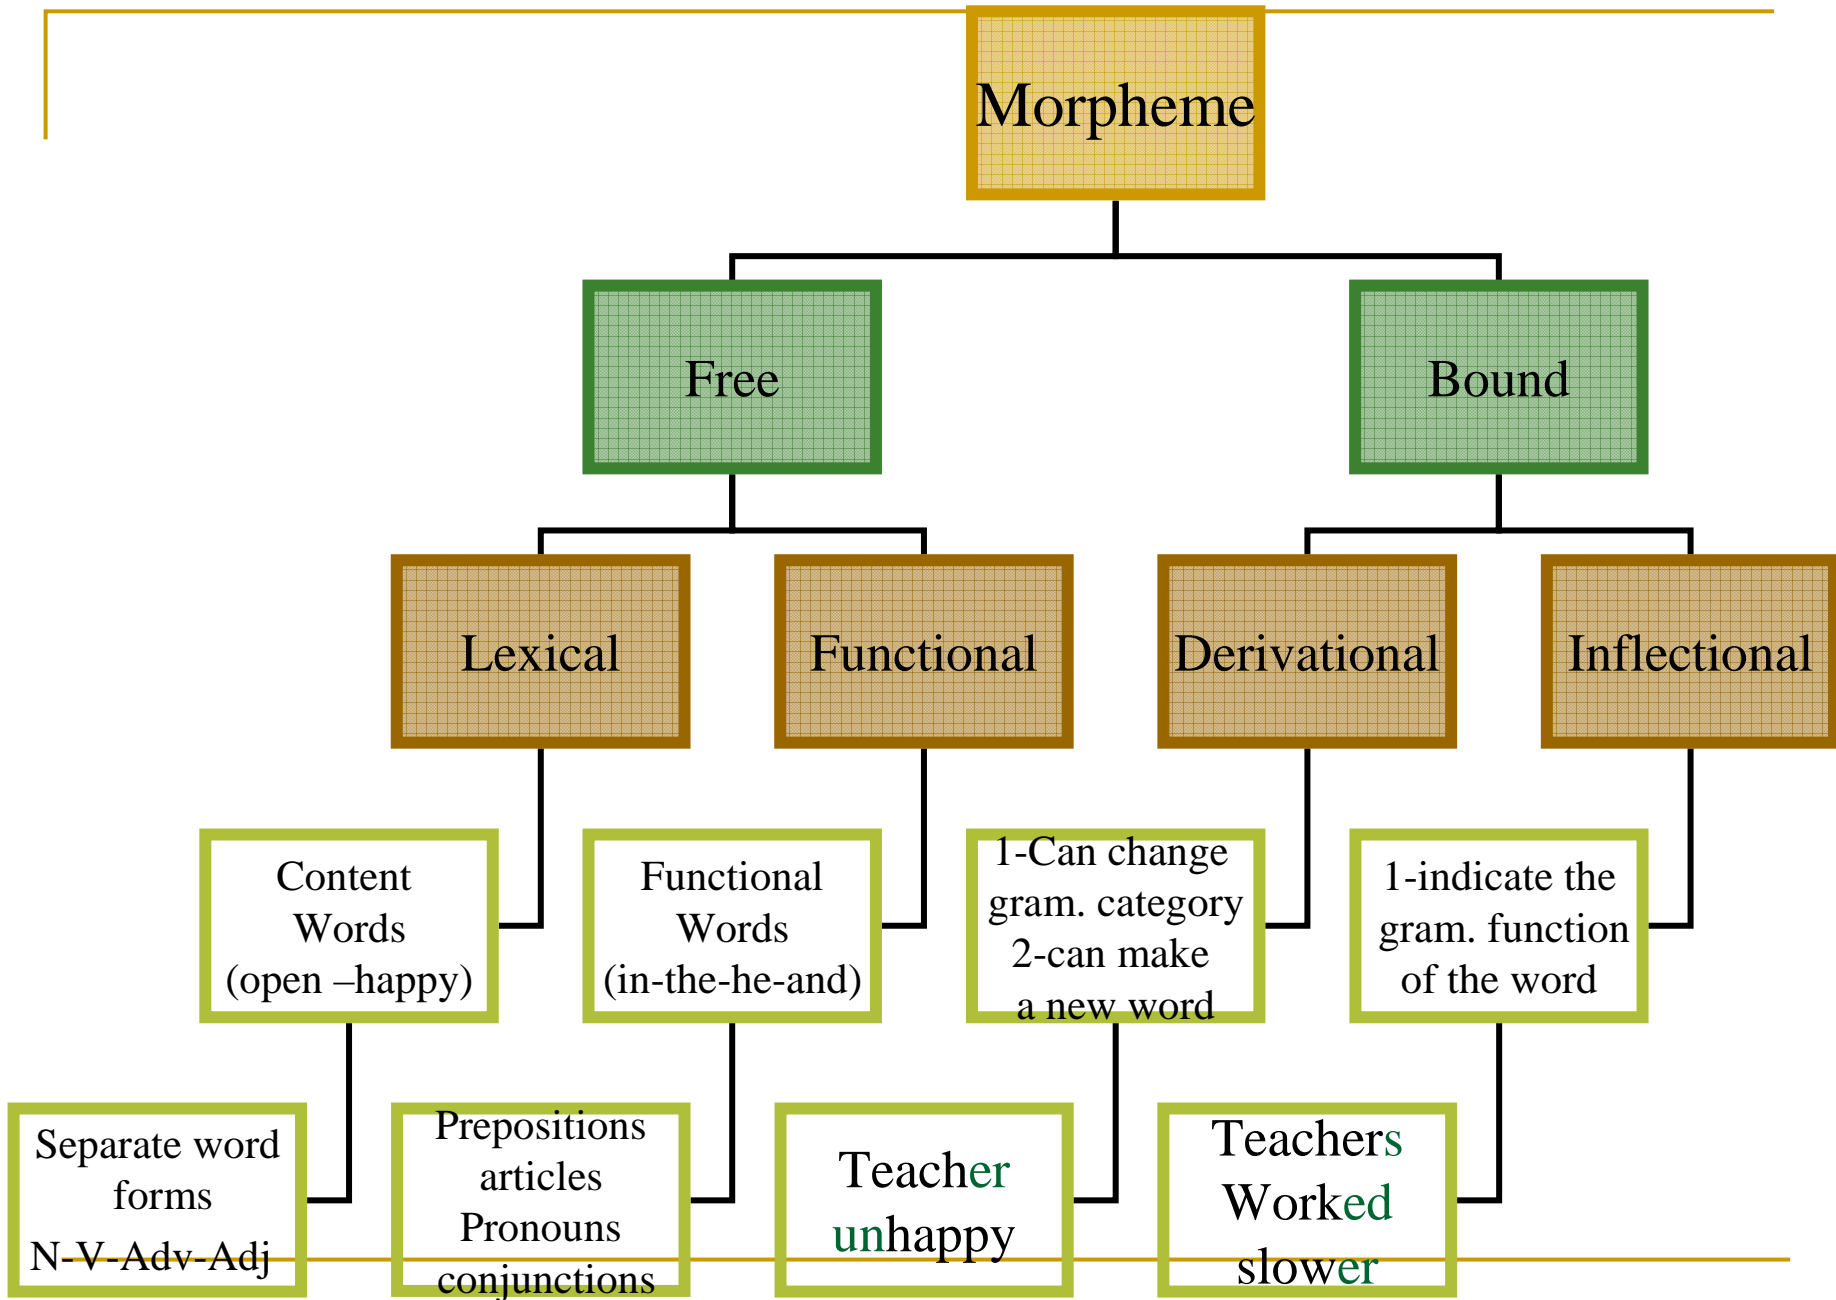 Morpheme
Free
Bound
Lexical
Functional
Derivational
Inflectional
Content
Words
(open –happy)
Functional
Words
(in-the-he-and)
1-Can change
gram. category
2-can make
a new word
1-indicate the
gram. function
of the word
Separate word
forms
N-V-Adv-Adj
Prepositions
articles
Pronouns
conjunctions
Teacher
unhappy
Teachers
Worked
slower